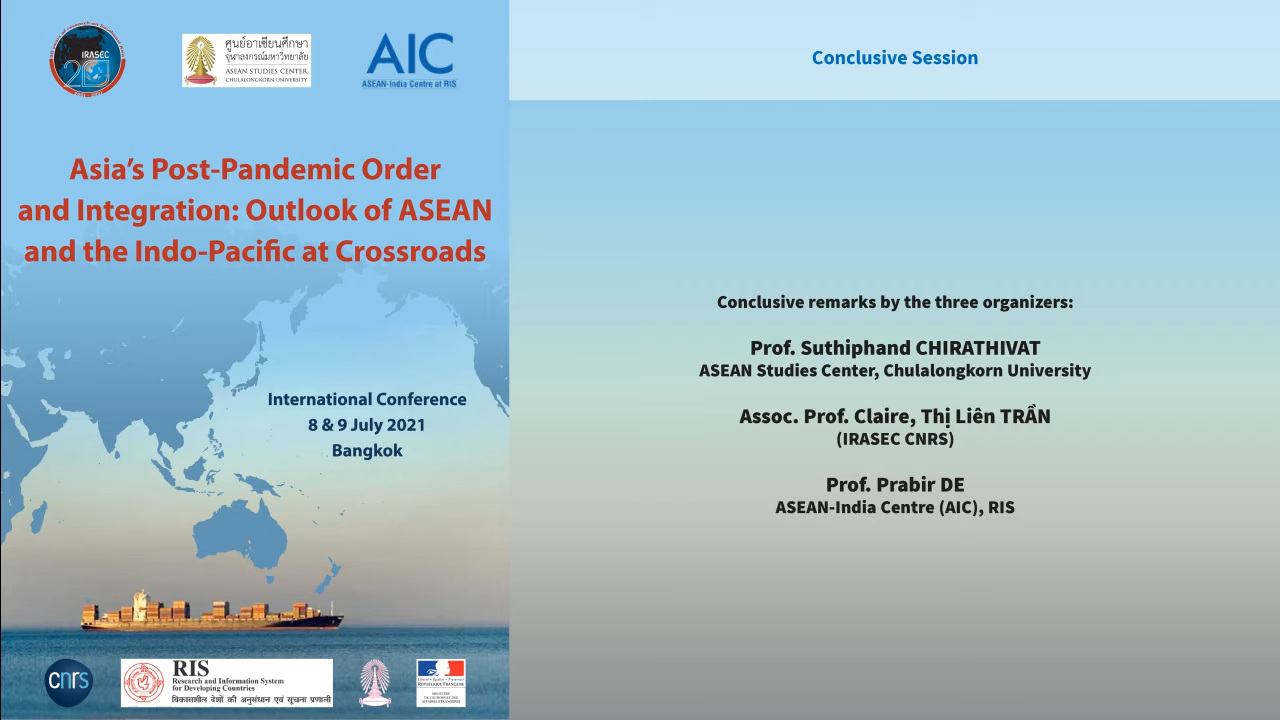 IRASEC
20
ศูนย์อาเซียนศึกษา
จุฬาลงกรณ์มหาวิทยาลัย
ASEAN STUDIES CENTER
CHULALONGKORN UNIVERSITY
AIC
ASEAN-India Centre at RIS
Asia's Post-Pandemic Order
and Integration: Outlook of ASEAN
and the Indo-Pacific at Crossroads
International Conference
8 & 9 July 2021
Bangkok
cnrs
RIS
Research and Information System
for Developing Countries
विकासशील देशों की अनुसंधान एवं सूचना प्रणाली
Liberté • Égalité • Fraternité
RÉPUBLIQUE FRANÇAISE
Conclusive Session
Conclusive remarks by the three organizers:
Prof. Suthiphand CHIRATHIVAT
ASEAN Studies Center, Chulalongkorn University
Assoc. Prof. Claire, Thị Liên TRẦN
(IRASEC CNRS)
Prof. Prabir DE
ASEAN-India Centre (AIC), RIS